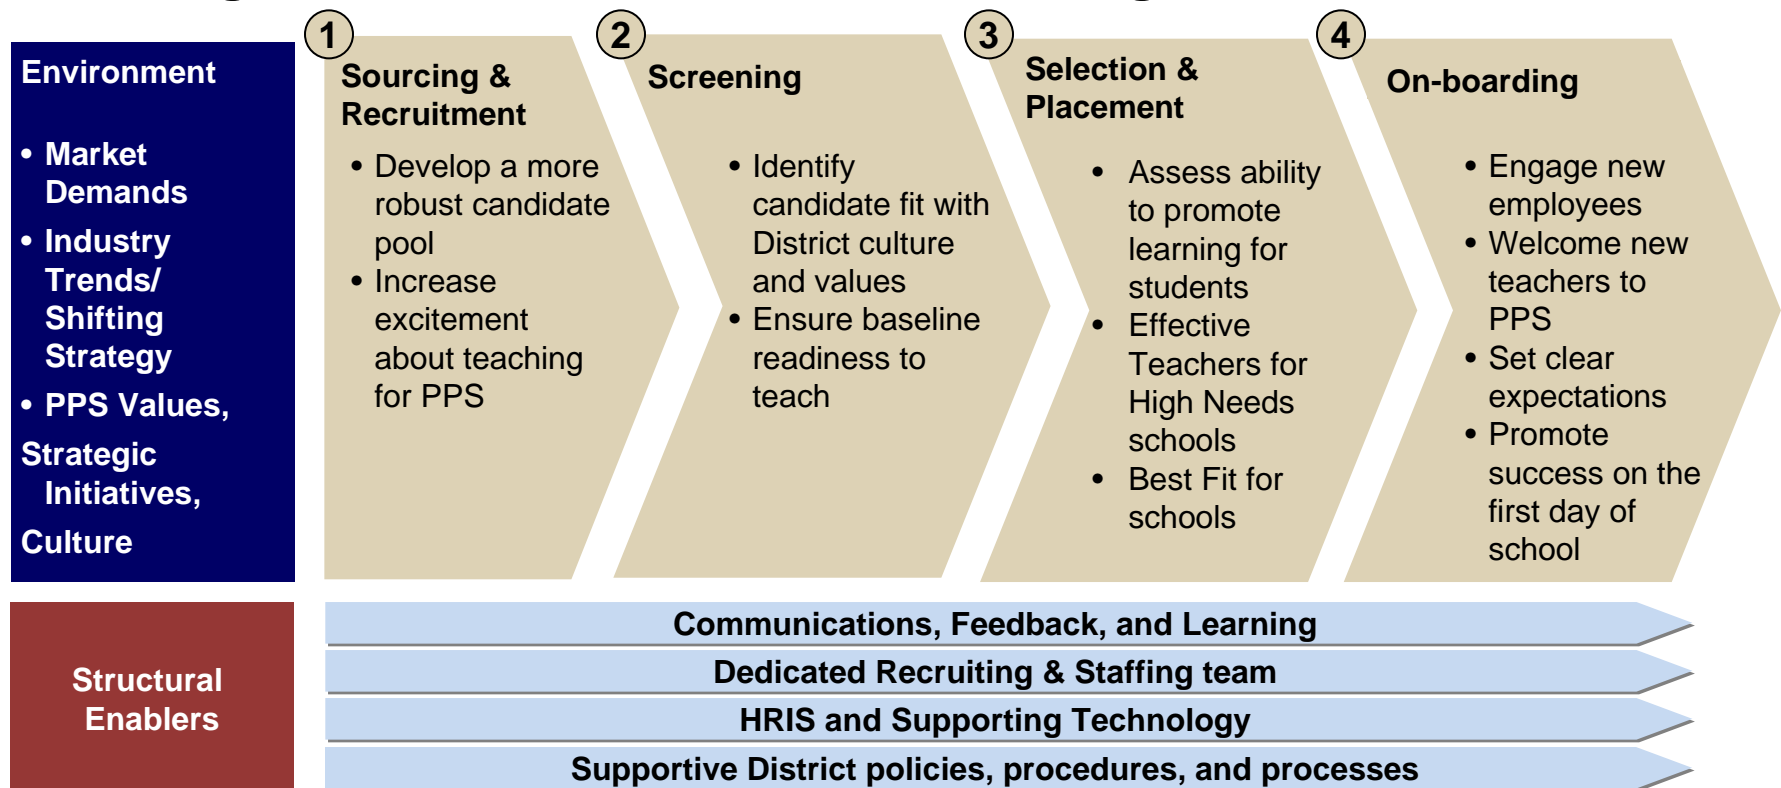 Environment
• Market
Demands
• Industry
Trends/
Shifting
Strategy
• PPS Values,
Strategic
Initiatives,
Culture
1
Sourcing &
Recruitment
• Develop a more
robust candidate
pool
• Increase
excitement
about teaching
for PPS
2
Screening
• Identify
candidate fit with
District culture
and values
• Ensure baseline
readiness to
teach
3
Selection &
Placement
• Assess ability
to promote
learning for
students
• Effective
Teachers for
High Needs
schools
• Best Fit for
schools
4
On-boarding
• Engage new
employees
• Welcome new
teachers to
PPS
• Set clear
expectations
• Promote
success on the
first day of
school
Structural
Enablers
Communications, Feedback, and Learning
Dedicated Recruiting & Staffing team
HRIS and Supporting Technology
Supportive District policies, procedures, and processes